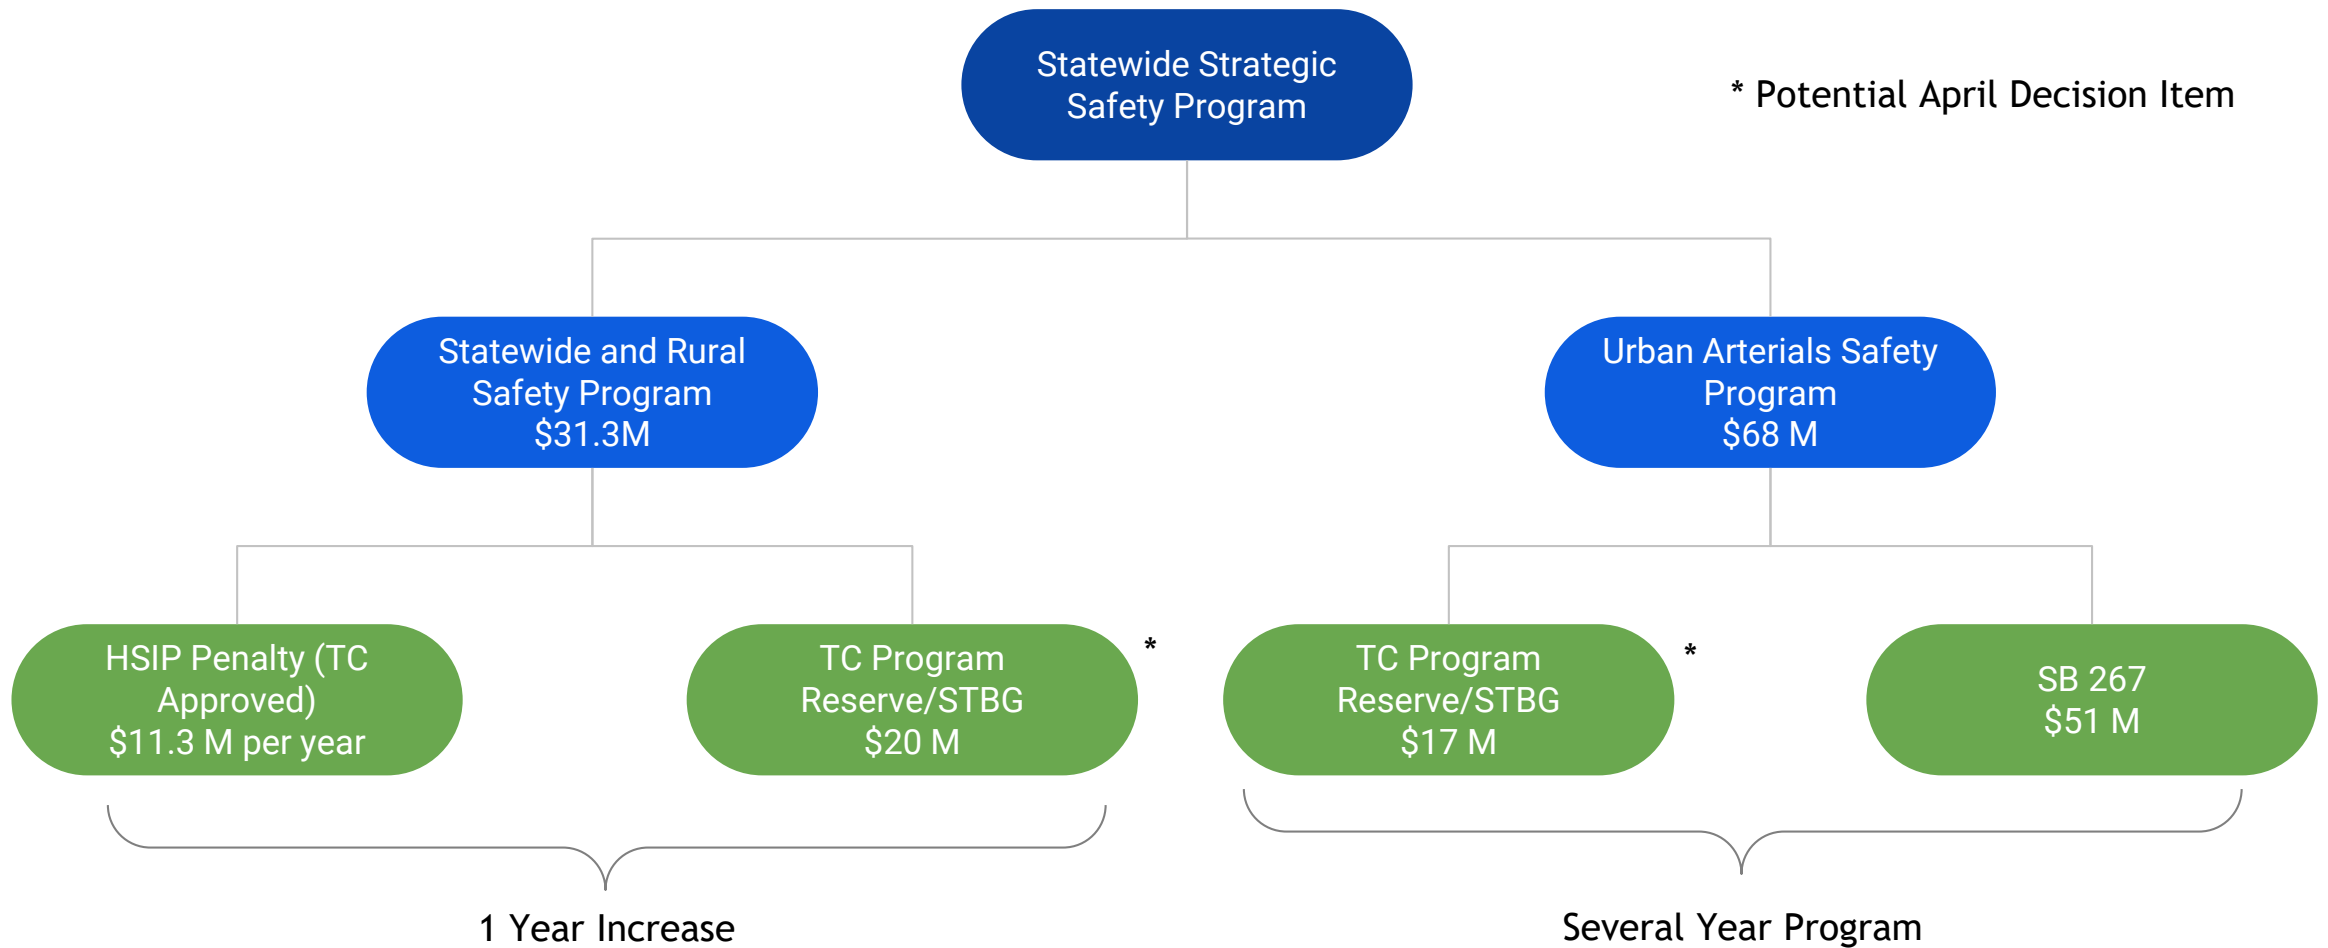 Statewide Strategic
Safety Program
* Potential April Decision Item
Statewide and Rural
Safety Program
$31.3M
Urban Arterials Safety
Program
$68 M
HSIP Penalty (TC
Approved)
$11.3 M per year
TC Program
Reserve/STBG
$20 M
*
TC Program
Reserve/STBG
$17 M
*
SB 267
$51 M
1 Year Increase
Several Year Program